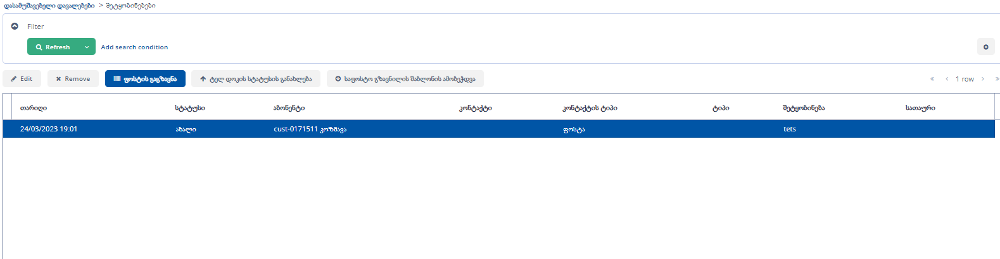 დასამუშავებელი დავალებები > შეტყობინებები
Filter
Refresh Add search condition
Edit Remove ფოსტის გაგზავნა ტელ დოკის სტატუსის განახლება საფოსტო გზავნილის შაბლონის ამობეჭდვა « ‹ 1 row › »
თარიღი სტატუსი აბონენტი კონტაქტი კონტაქტის ტიპი ტიპი შეტყობინება სათაური
24/03/2023 19:01 ახალი cust-0171511 კოზმავა ფოსტა tets